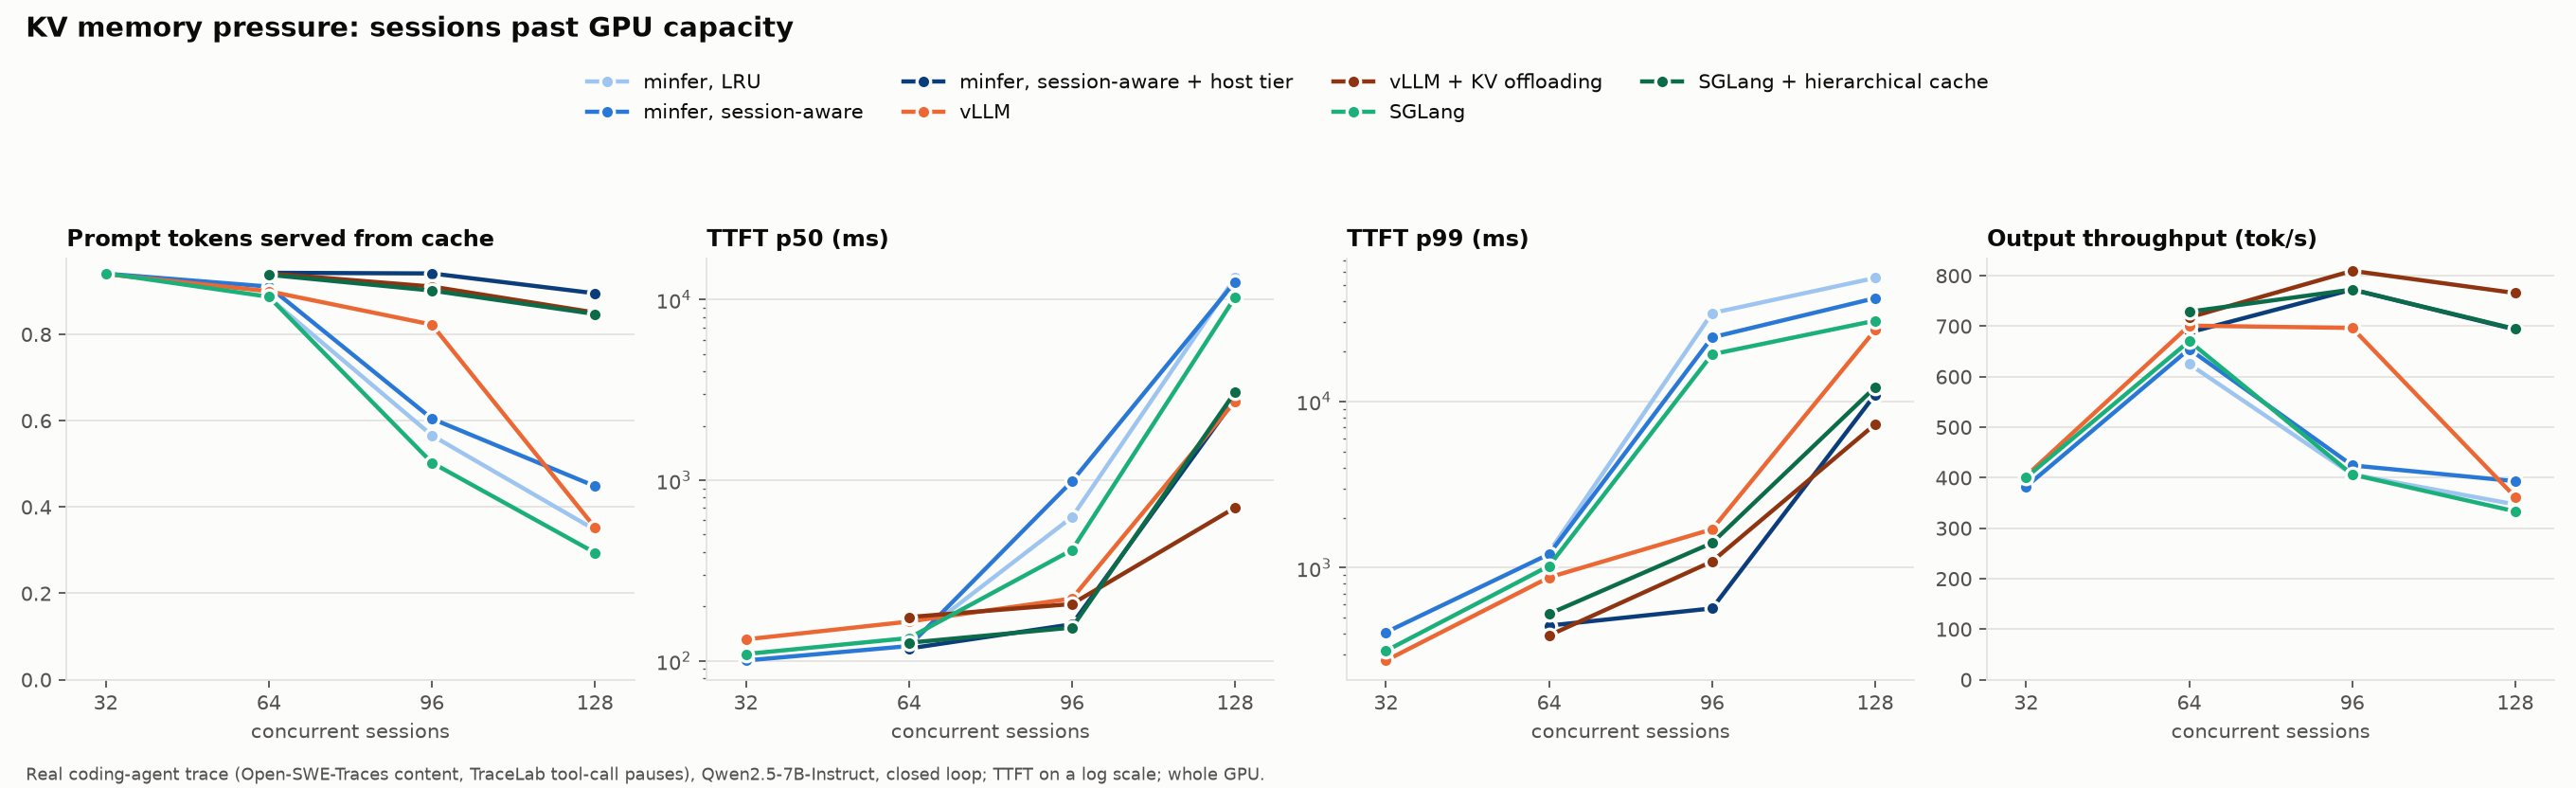 KV memory pressure: sessions past GPU capacity
minfer, LRU
minfer, session-aware
minfer, session-aware + host tier
vLLM
vLLM + KV offloading
SGLang
SGLang + hierarchical cache
Prompt tokens served from cache
0.8
0.6
0.4
0.2
0.0
32 64 96 128
concurrent sessions
TTFT p50 (ms)
10⁴
10³
10²
32 64 96 128
concurrent sessions
TTFT p99 (ms)
10⁴
10³
32 64 96 128
concurrent sessions
Output throughput (tok/s)
800
700
600
500
400
300
200
100
0
32 64 96 128
concurrent sessions
Real coding-agent trace (Open-SWE-Traces content, TraceLab tool-call pauses), Qwen2.5-7B-Instruct, closed loop; TTFT on a log scale; whole GPU.